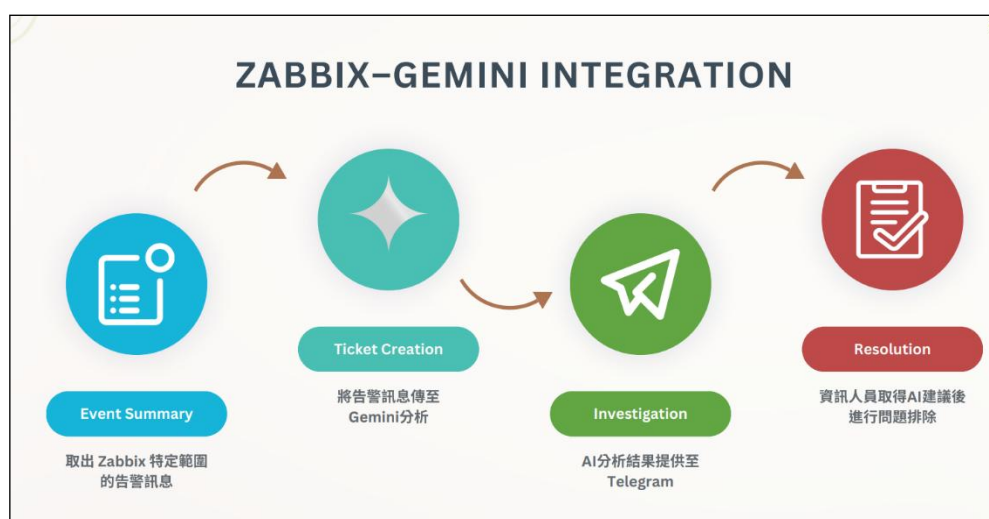 ZABBIX–GEMINI INTEGRATION
Event Summary
取出 Zabbix 特定範圍
的告警訊息
Ticket Creation
將告警訊息傳至
Gemini分析
Investigation
AI分析結果提供至
Telegram
Resolution
資訊人員取得AI建議後
進行問題排除